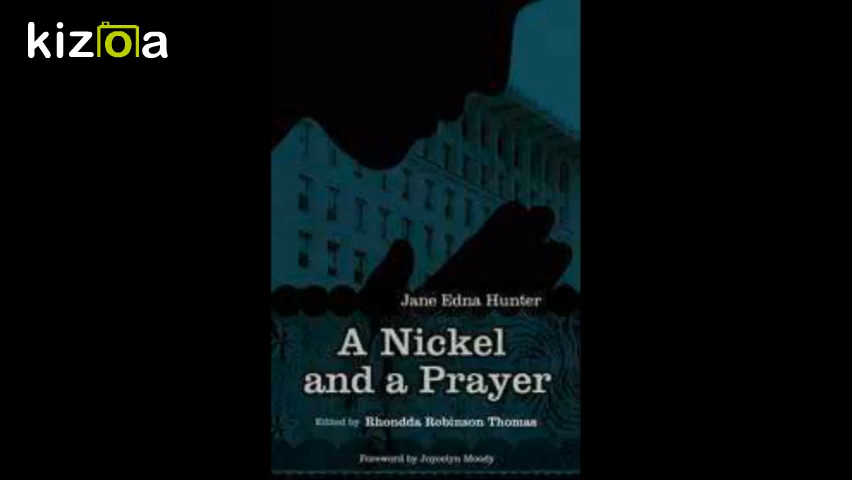 kizoa
Jane Edna Hunter
A Nickel
and a Prayer
Edited by Rhondda Robinson Thomas
Foreword by Joycelyn Moody